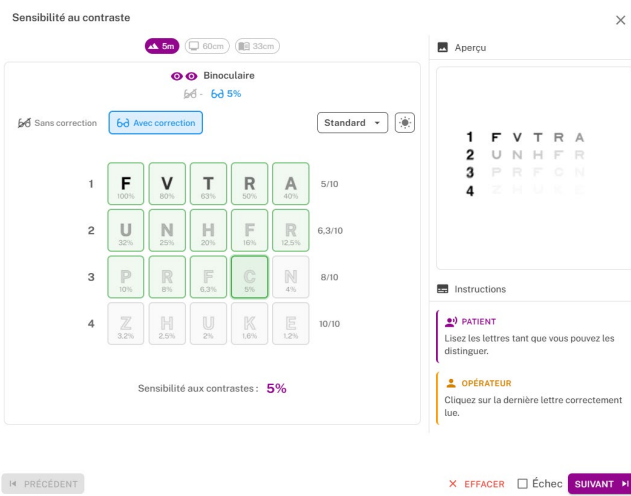 Sensibilité au contraste
5m 60cm 33cm
Binoculaire
- 5%
Sans correction Avec correction Standard
1 F 100% V 80% T 63% R 50% A 40% 5/10
2 U 32% N 25% H 20% F 16% R 12,5% 6,3/10
3 P 10% R 8% F 6,3% C 5% N 4% 8/10
4 Z 3,2% H 2,5% U 2% K 1,6% E 1,2% 10/10
Sensibilité aux contrastes : 5%
Aperçu
1 F V T R A
2 U N H F R
3 P R F C N
4 Z H U K E
Instructions
PATIENT
Lisez les lettres tant que vous pouvez les
distinguer.
OPÉRATEUR
Cliquez sur la dernière lettre correctement
lue.
PRÉCÉDENT
EFFACER Échec SUIVANT